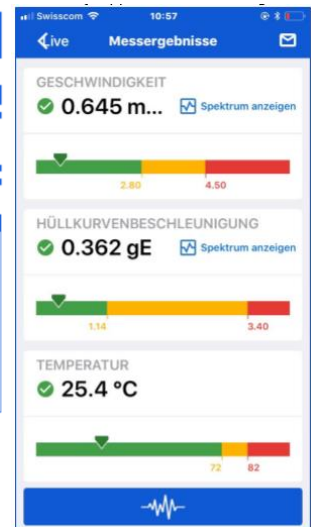 Swisscom 10:57
Live Messergebnisse
GESCHWINDIGKEIT
0.645 m... Spektrum anzeigen
2.80 4.50
HÜLLKURVENBESCHLEUNIGUNG
0.362 gE Spektrum anzeigen
1.14 3.40
TEMPERATUR
25.4 °C
72 82